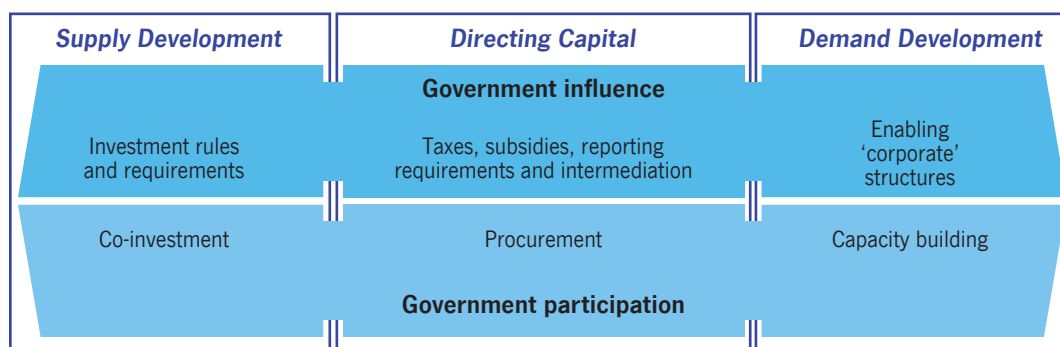 Supply Development
Directing Capital
Demand Development
Government influence
Investment rules
and requirements
Taxes, subsidies, reporting
requirements and intermediation
Enabling
‘corporate’
structures
Co-investment
Procurement
Capacity building
Government participation